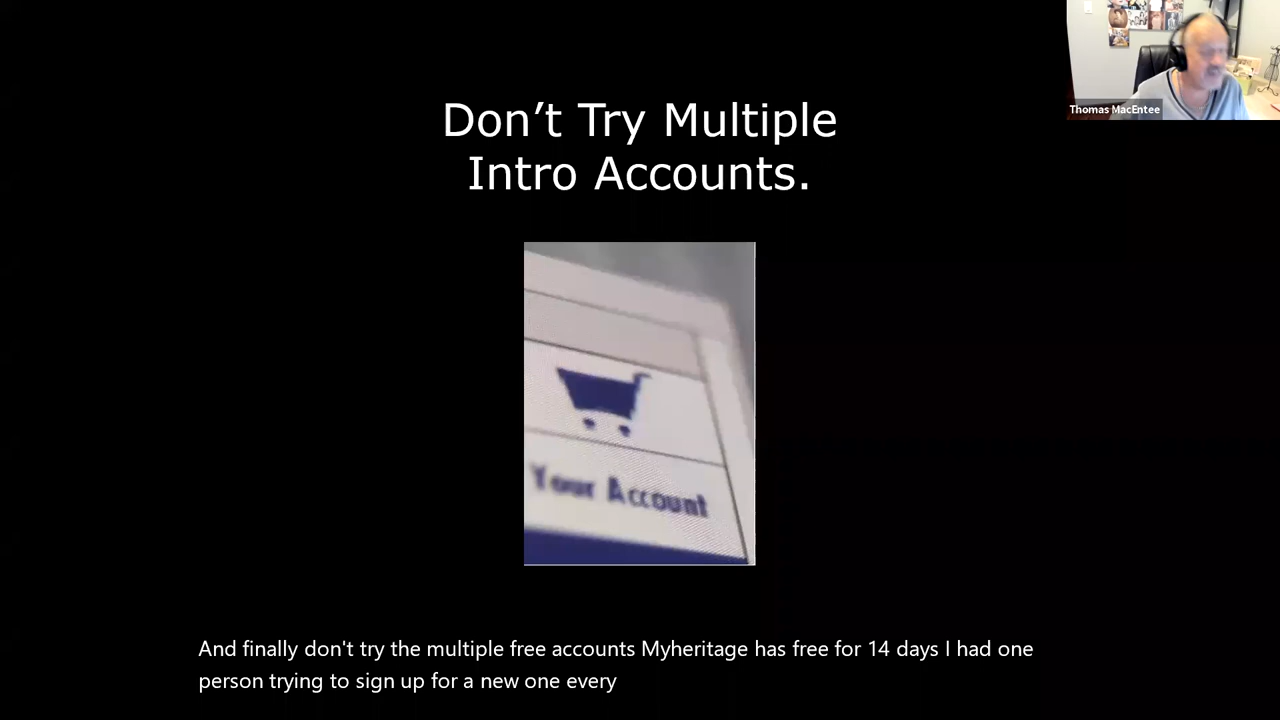 Don’t Try Multiple
Intro Accounts.
Thomas MacEntee
Your Account
And finally don't try the multiple free accounts Myheritage has free for 14 days I had one
person trying to sign up for a new one every